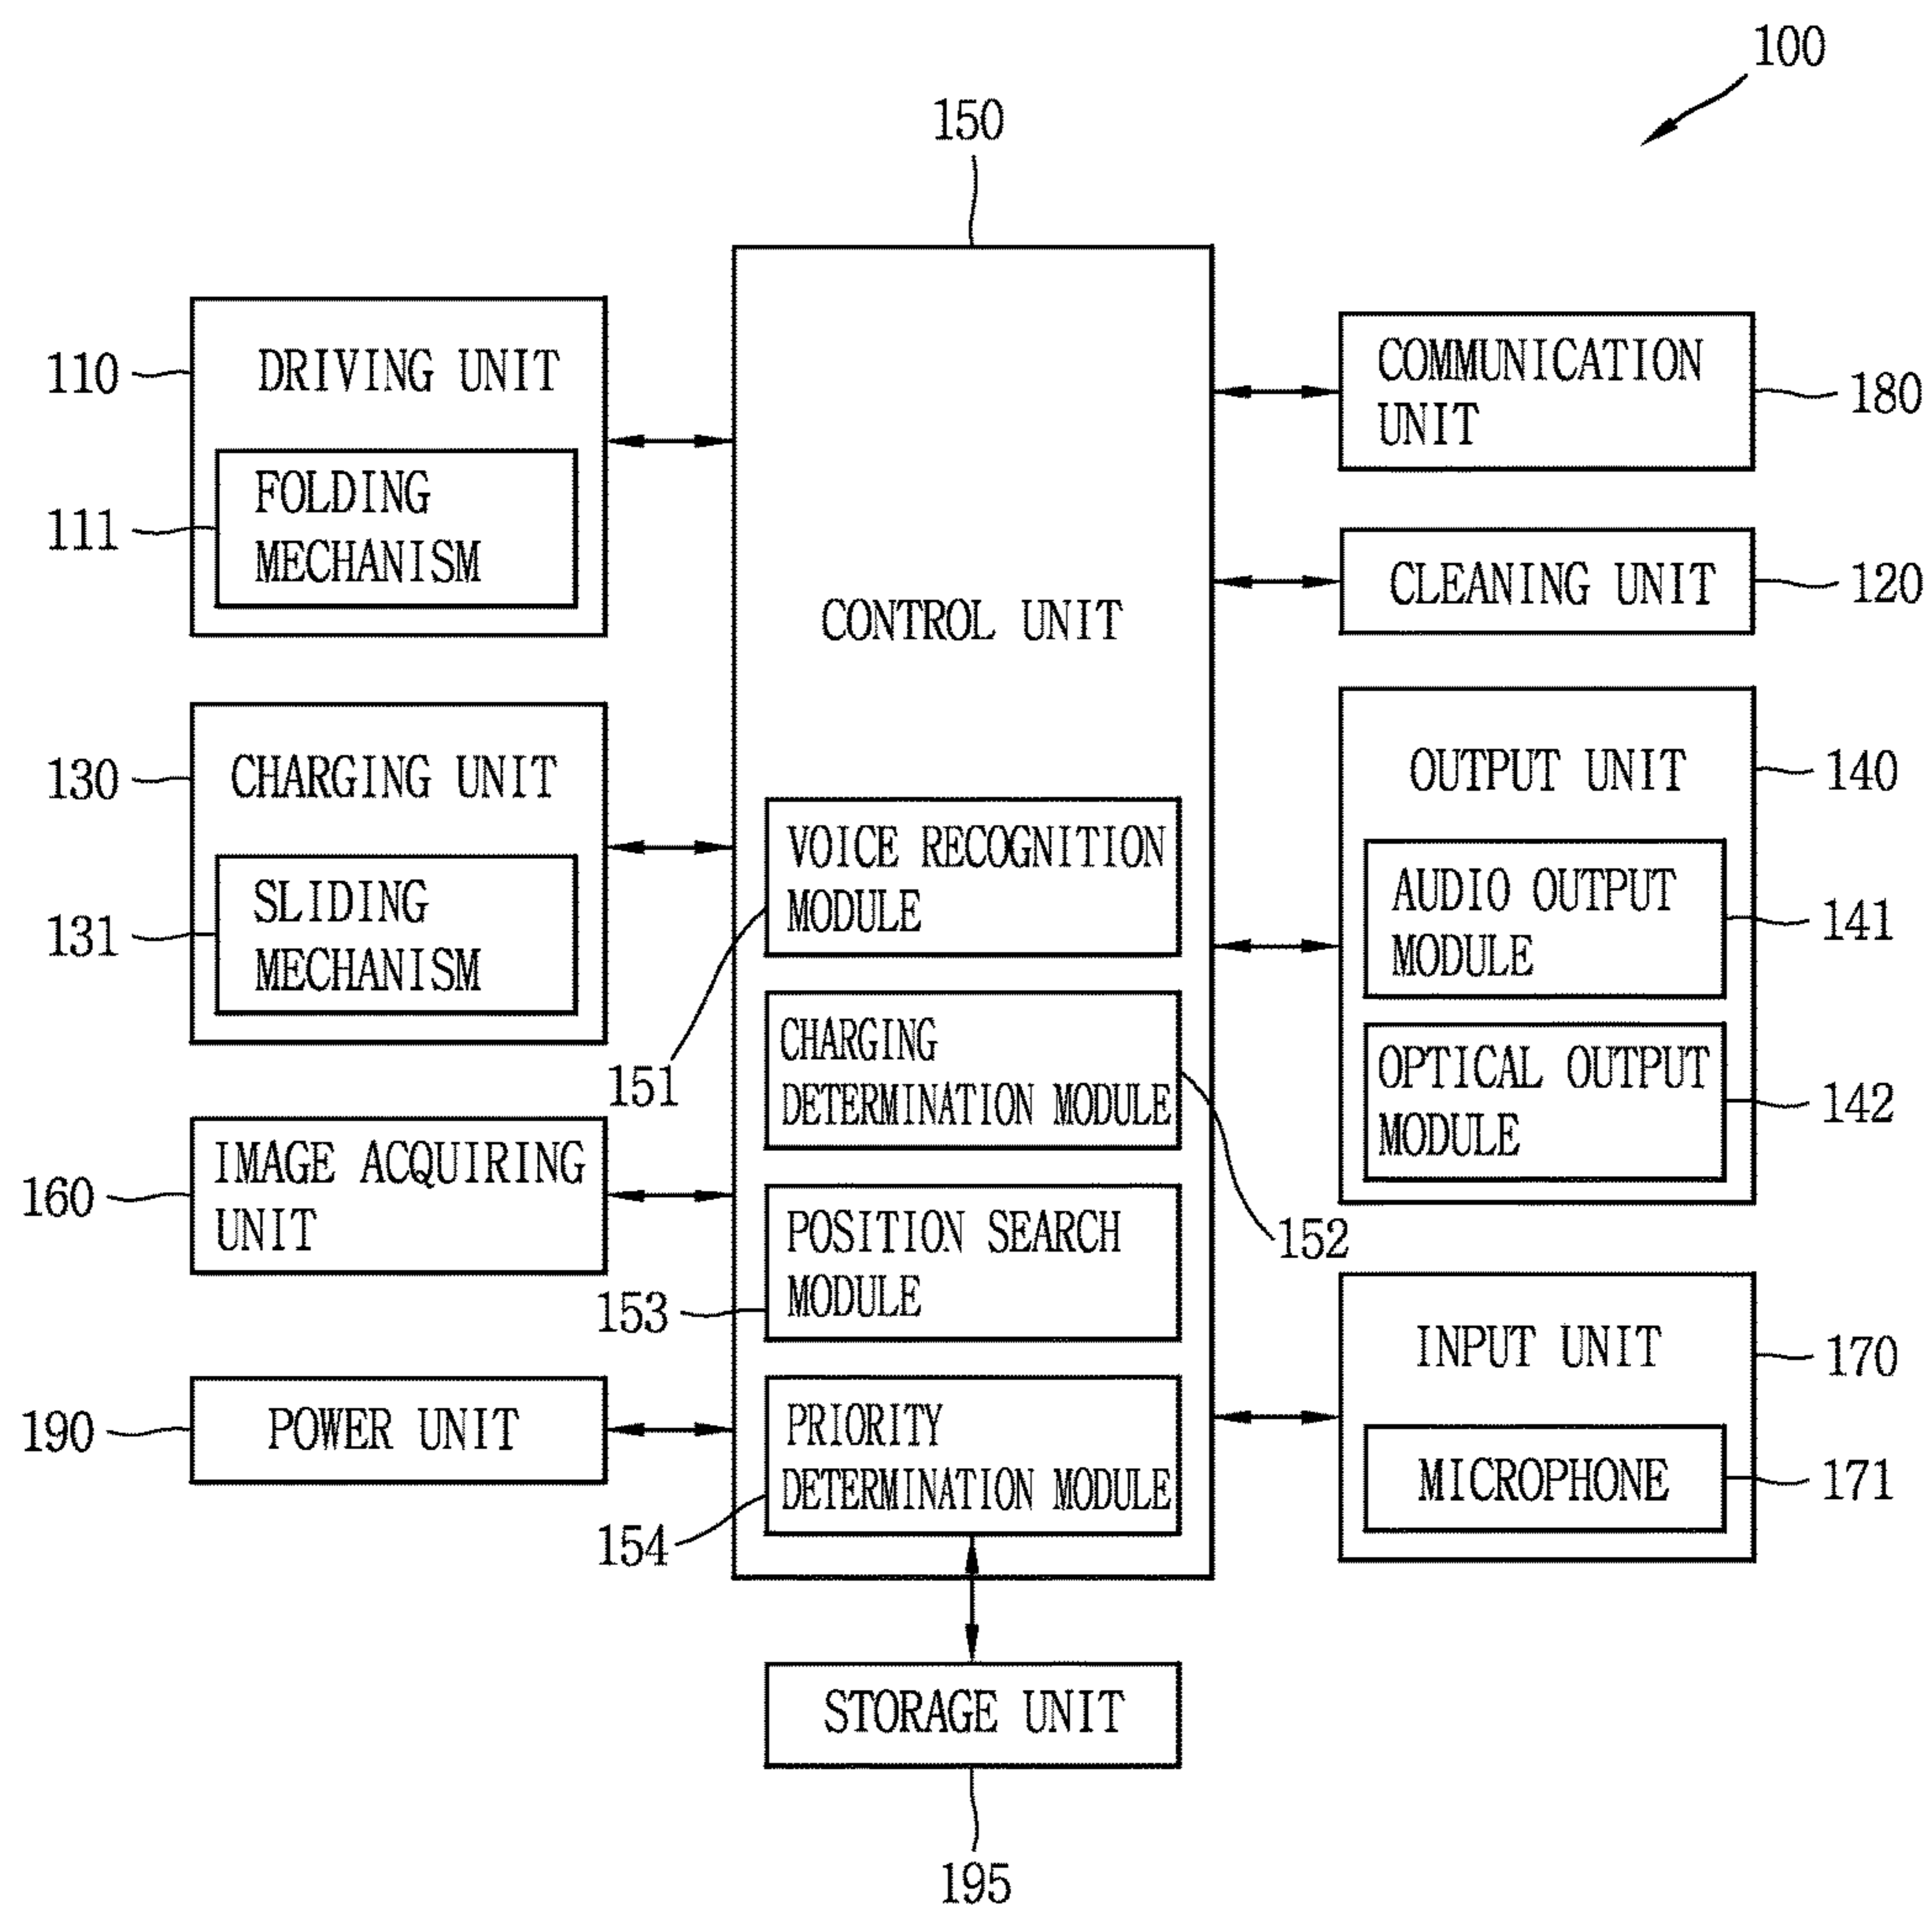 100
150
110
DRIVING UNIT
111
FOLDING
MECHANISM
130
CHARGING UNIT
131
SLIDING
MECHANISM
160
IMAGE ACQUIRING
UNIT
190
POWER UNIT
CONTROL UNIT
VOICE RECOGNITION
MODULE
151
CHARGING
DETERMINATION MODULE
152
POSITION SEARCH
MODULE
153
PRIORITY
DETERMINATION MODULE
154
STORAGE UNIT
195
COMMUNICATION
UNIT
180
CLEANING UNIT
120
OUTPUT UNIT
140
AUDIO OUTPUT
MODULE
141
OPTICAL OUTPUT
MODULE
142
INPUT UNIT
170
MICROPHONE
171